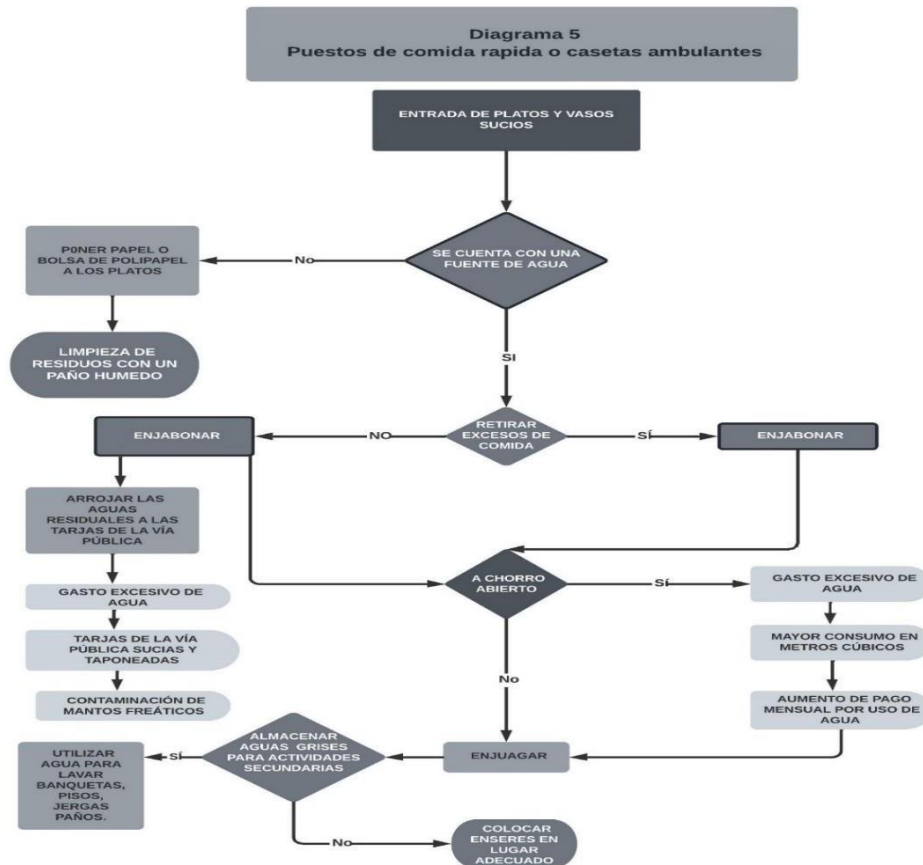 Diagrama 5
Puestos de comida rapida o casetas ambulantes
ENTRADA DE PLATOS Y VASOS
SUCIOS
SE CUENTA CON UNA
FUENTE DE AGUA
No
P0NER PAPEL O
BOLSA DE POLIPAPEL
A LOS PLATOS
LIMPIEZA DE
RESIDUOS CON UN
PAÑO HUMEDO
SI
RETIRAR
EXCESOS DE
COMIDA
NO
ENJABONAR
SÍ
ENJABONAR
ARROJAR LAS
AGUAS
RESIDUALES A LAS
TARJAS DE LA VÍA
PÚBLICA
GASTO EXCESIVO DE
AGUA
TARJAS DE LA VÍA
PÚBLICA SUCIAS Y
TAPONEADAS
CONTAMINACIÓN DE
MANTOS FREÁTICOS
A CHORRO
ABIERTO
Sí
GASTO EXCESIVO DE
AGUA
MAYOR CONSUMO EN
METROS CÚBICOS
AUMENTO DE PAGO
MENSUAL POR USO DE
AGUA
No
ENJUAGAR
ALMACENAR
AGUAS GRISES
PARA ACTIVIDADES
SECUNDARIAS
Sí
UTILIZAR
AGUA PARA
LAVAR
BANQUETAS,
PISOS,
JERGAS
PAÑOS.
No
COLOCAR
ENSERES EN
LUGAR
ADECUADO